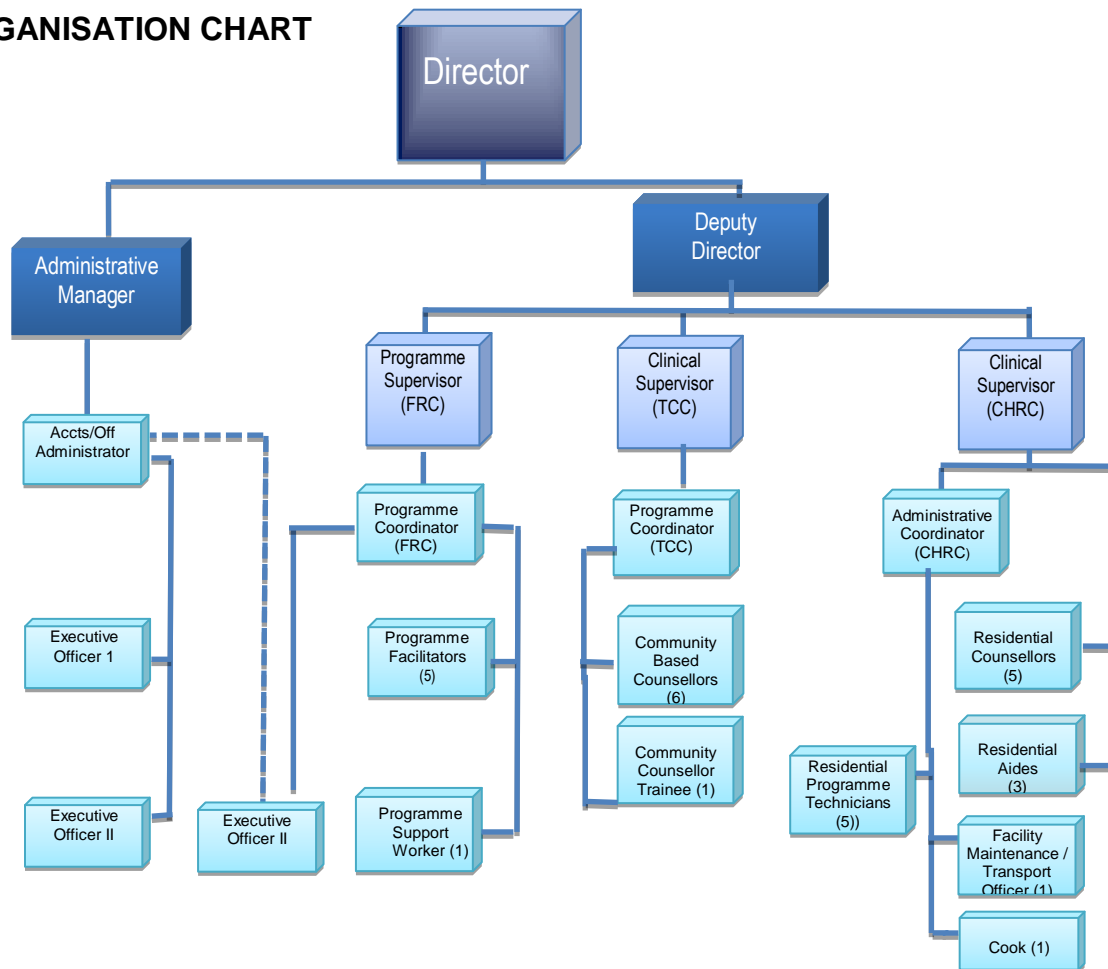 GANISATION CHART
Director
Deputy
Director
Administrative
Manager
Programme
Supervisor
(FRC)
Clinical
Supervisor
(TCC)
Clinical
Supervisor
(CHRC)
Accts/Off
Administrator
Programme
Coordinator
(FRC)
Programme
Coordinator
(TCC)
Administrative
Coordinator
(CHRC)
Executive
Officer 1
Programme
Facilitators
(5)
Community
Based
Counsellors
(6)
Residential
Counsellors
(5)
Executive
Officer II
Executive
Officer II
Programme
Support
Worker (1)
Community
Counsellor
Trainee (1)
Residential
Programme
Technicians
(5))
Residential
Aides
(3)
Facility
Maintenance /
Transport
Officer (1)
Cook (1)